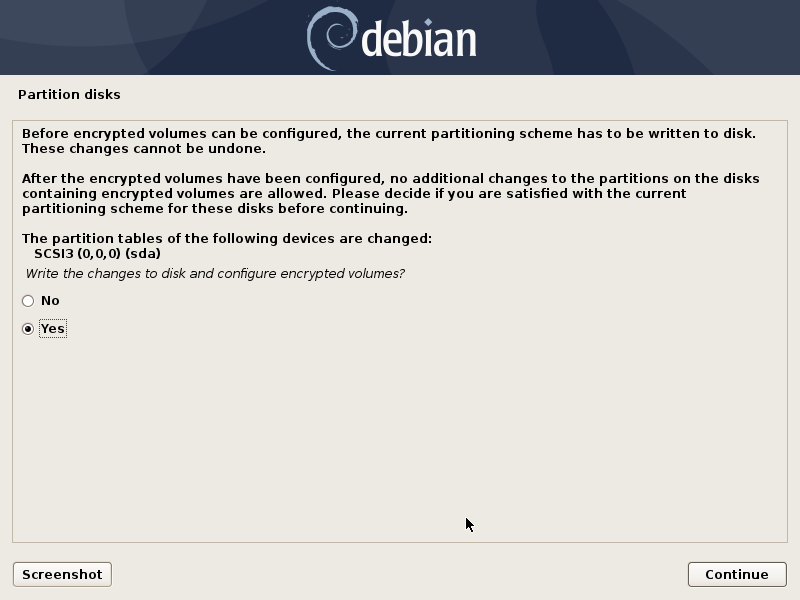 debian
Partition disks
Before encrypted volumes can be configured, the current partitioning scheme has to be written to disk.
These changes cannot be undone.
After the encrypted volumes have been configured, no additional changes to the partitions on the disks
containing encrypted volumes are allowed. Please decide if you are satisfied with the current
partitioning scheme for these disks before continuing.
The partition tables of the following devices are changed:
SCSI3 (0,0,0) (sda)
Write the changes to disk and configure encrypted volumes?
No
Yes
Screenshot
Continue